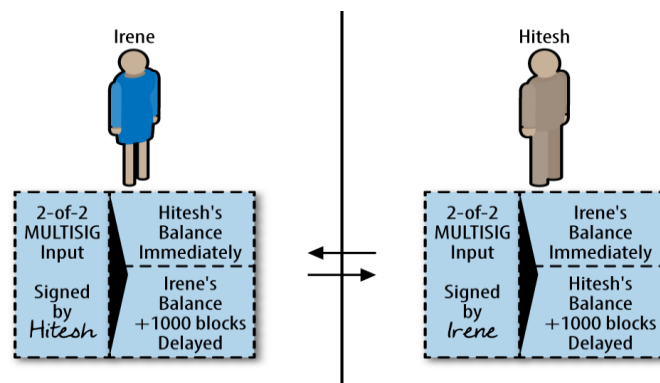 Irene
2-of-2
MULTISIG
Input
Signed
by
Hitesh
Hitesh's
Balance
Immediately
Irene's
Balance
+1000 blocks
Delayed
Hitesh
2-of-2
MULTISIG
Input
Signed
by
Irene
Irene's
Balance
Immediately
Hitesh's
Balance
+1000 blocks
Delayed